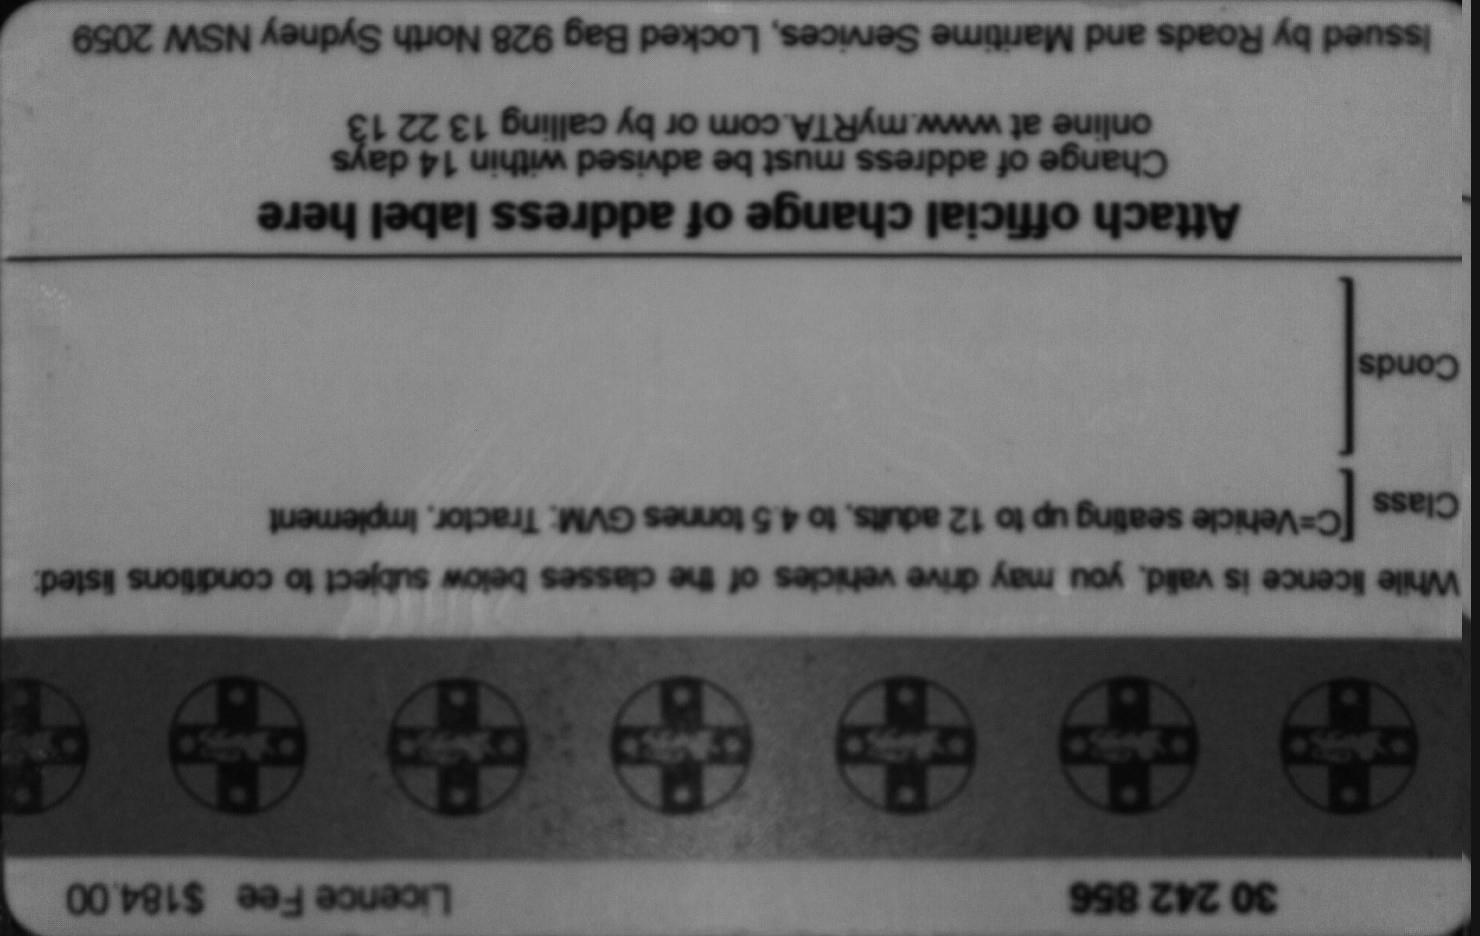 30 242 856 Licence Fee $184.00
While licence is valid, you may drive vehicles of the classes below subject to conditions listed:
Class
C=Vehicle seating up to 12 adults, to 4.5 tonnes GVM; Tractor, Implement
Conds
Attach official change of address label here
Change of address must be advised within 14 days
online at www.myRTA.com or by calling 13 22 13
Issued by Roads and Maritime Services, Locked Bag 928 North Sydney NSW 2059